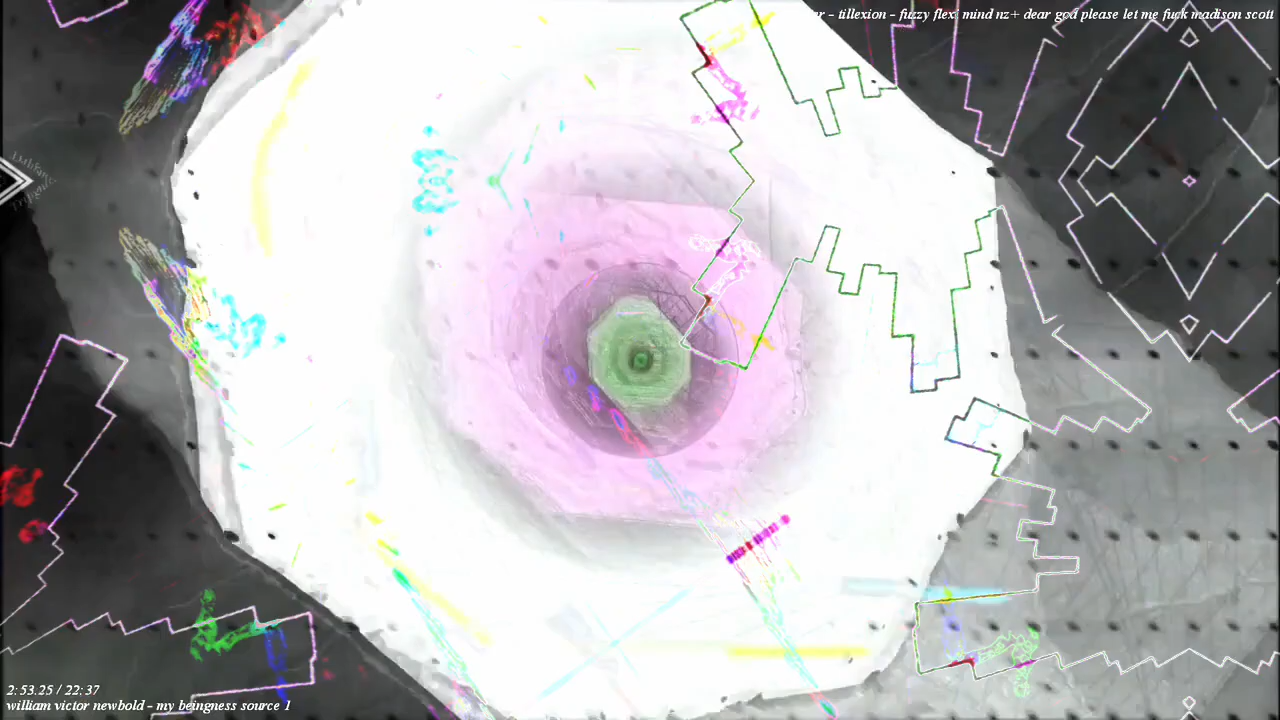 - tillexion - fuzzy flex: mind nz+ dear god please let me fuck madison scott
2:53.25 / 22:37
william victor newbold - my beingness source 1